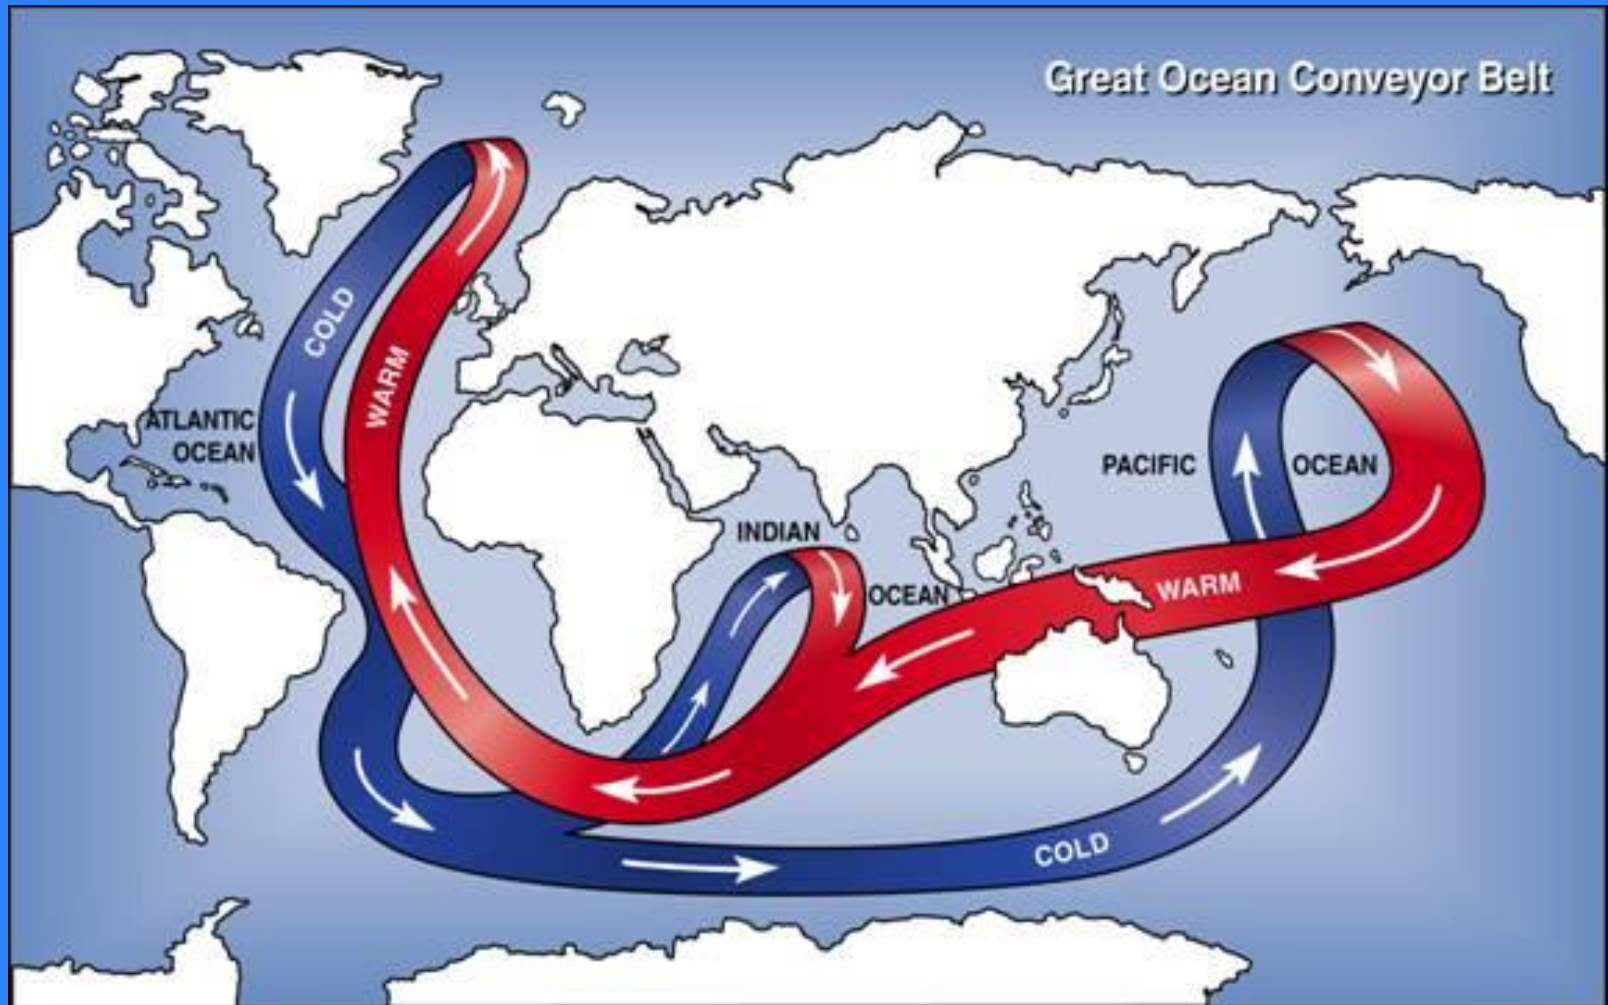 Great Ocean Conveyor Belt
COLD
WARM
ATLANTIC
OCEAN
PACIFIC OCEAN
INDIAN
OCEAN
WARM
COLD